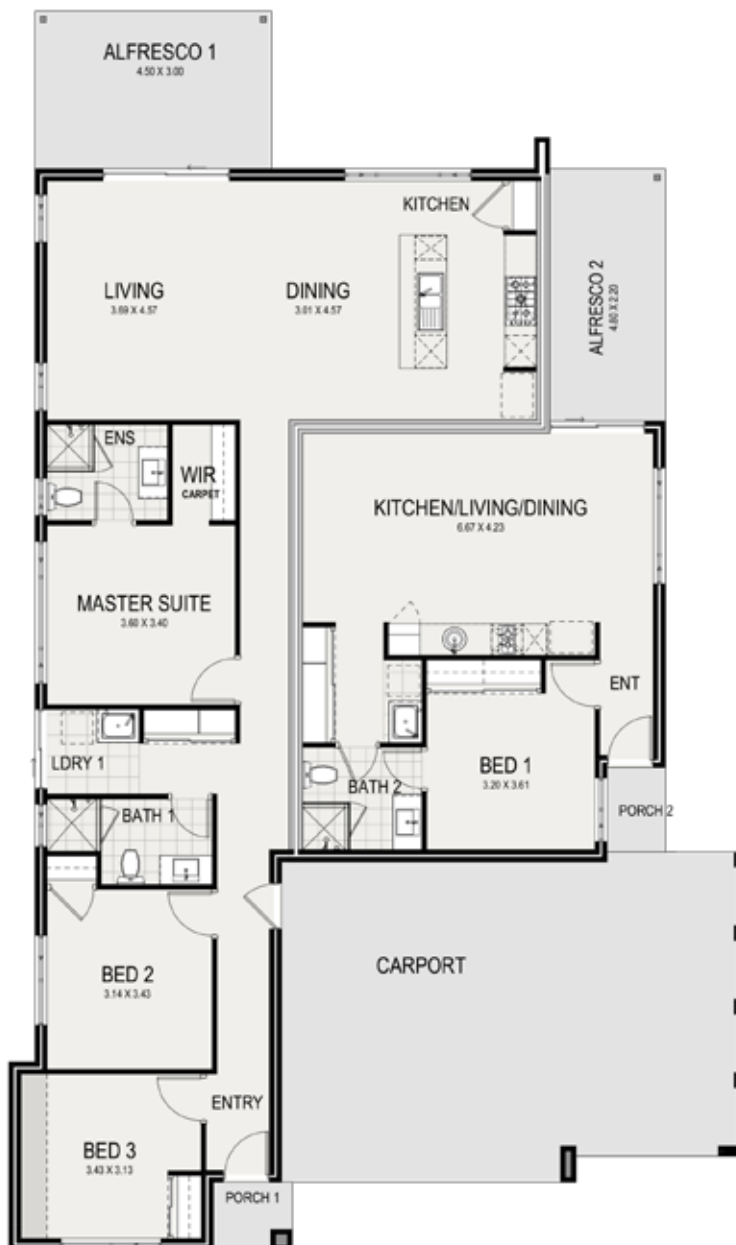 ALFRESCO 1
4.50 X 3.00
KITCHEN
LIVING
3.69 X 4.57
DINING
3.01 X 4.57
ALFRESCO 2
4.80 X 2.20
ENS
WIR
CARPET
KITCHEN/LIVING/DINING
6.67 X 4.23
MASTER SUITE
3.60 X 3.40
ENT
LDRY 1
BED 1
3.20 X 3.61
BATH 2
BATH 1
PORCH 2
CARPORT
BED 2
3.14 X 3.43
ENTRY
BED 3
3.43 X 3.13
PORCH 1